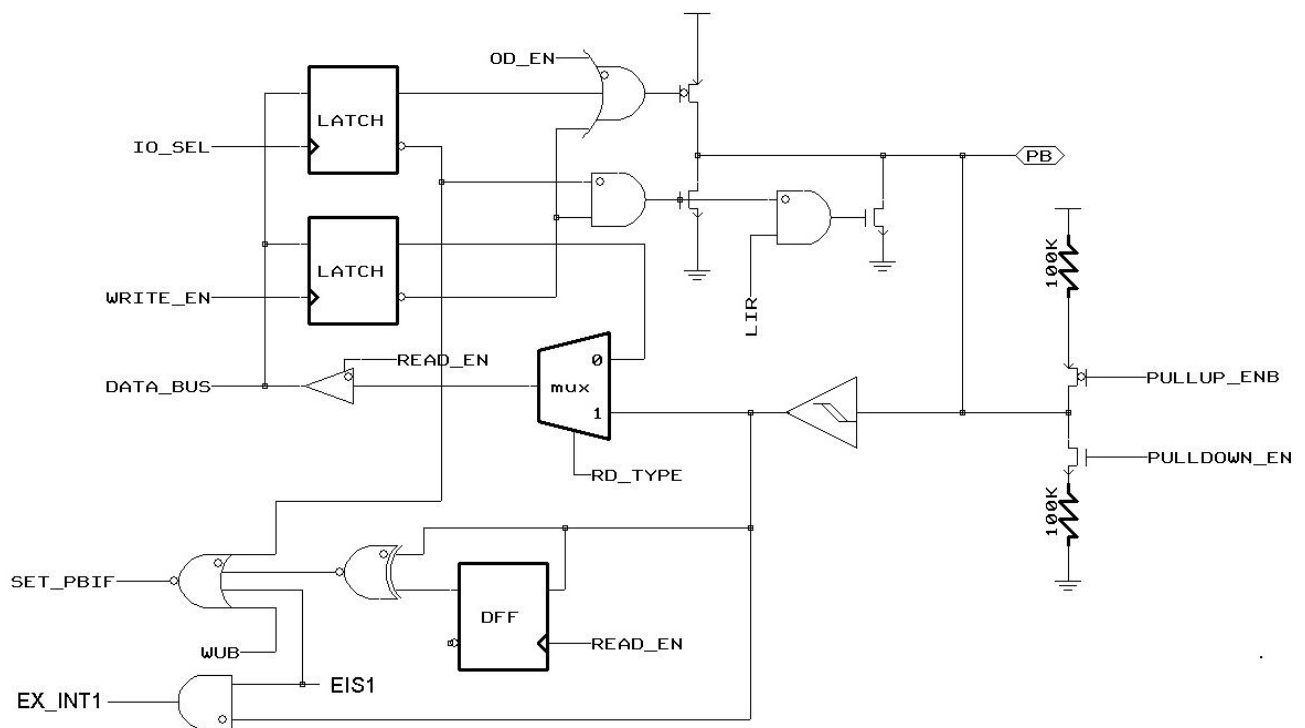 OD_EN
LATCH
IO_SEL
PB
LATCH
100K
WRITE_EN
LIR
0
READ_EN
DATA_BUS
mux
PULLUP_ENB
1
PULLDOWN_EN
RD_TYPE
100K
SET_PBIF
DFF
READ_EN
WUB
EIS1
EX_INT1